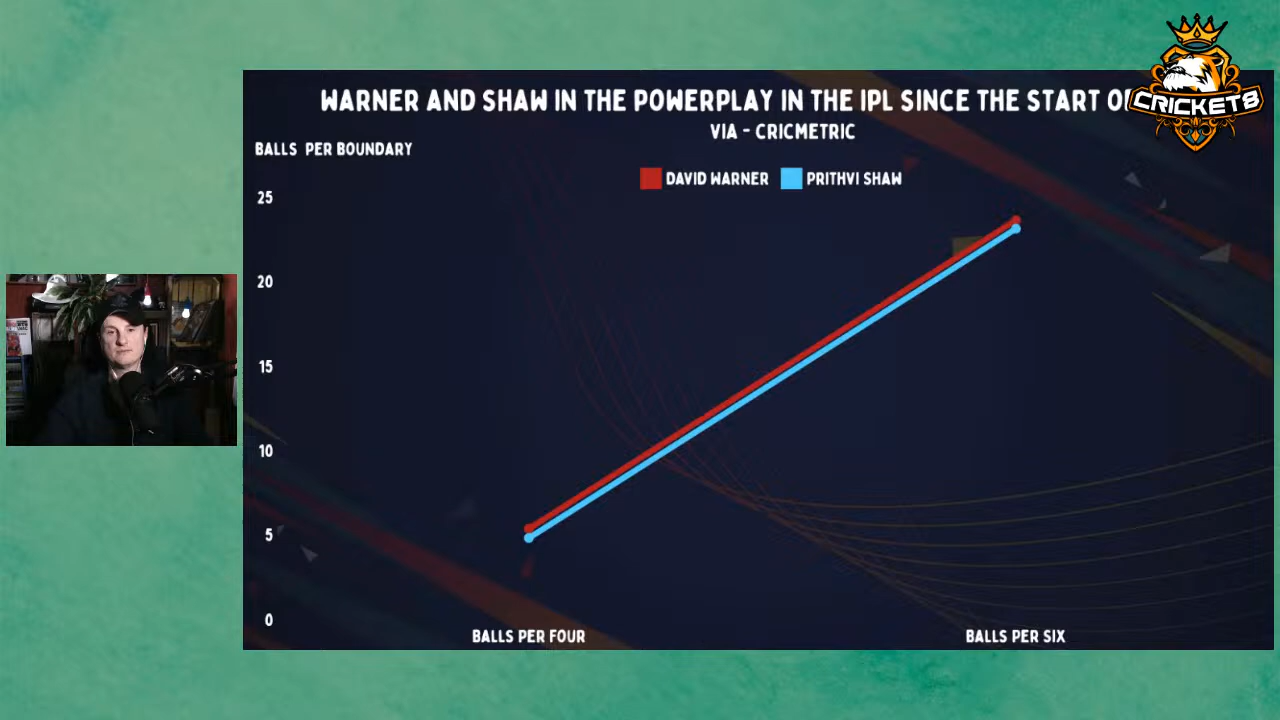 WARNER AND SHAW IN THE POWERPLAY IN THE IPL SINCE THE START
CRICKET8
VIA - CRICMETRIC
BALLS PER BOUNDARY
DAVID WARNER PRITHVI SHAW
25
20
15
10
5
0
BALLS PER FOUR BALLS PER SIX